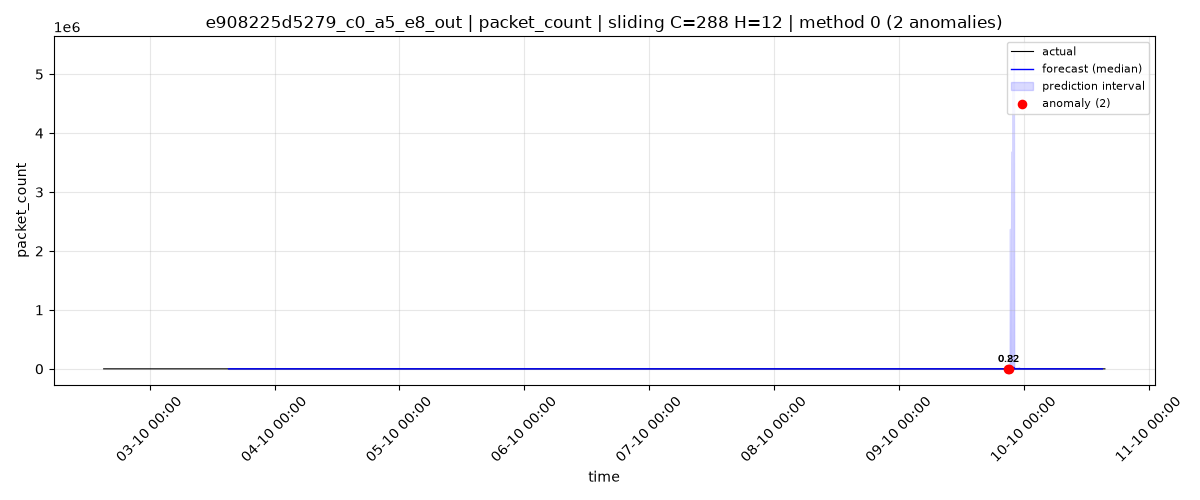 e908225d5279_c0_a5_e8_out | packet_count | sliding C=288 H=12 | method 0 (2 anomalies)
1e6
actual
forecast (median)
prediction interval
anomaly (2)
5
4
3
2
1
0
packet_count
03-10 00:00
04-10 00:00
05-10 00:00
06-10 00:00
07-10 00:00
08-10 00:00
09-10 00:00
10-10 00:00
11-10 00:00
time